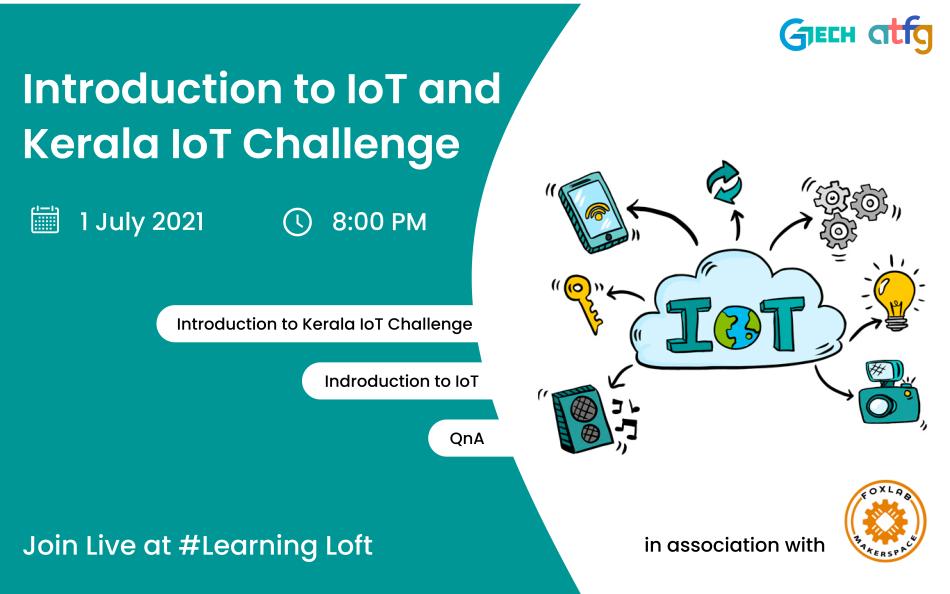 GTECH atfg
Introduction to IoT and
Kerala IoT Challenge
1 July 2021
8:00 PM
Introduction to Kerala IoT Challenge
Indroduction to IoT
QnA
IOT
Join Live at #Learning Loft
in association with
FOXLAB
MAKERSPACE